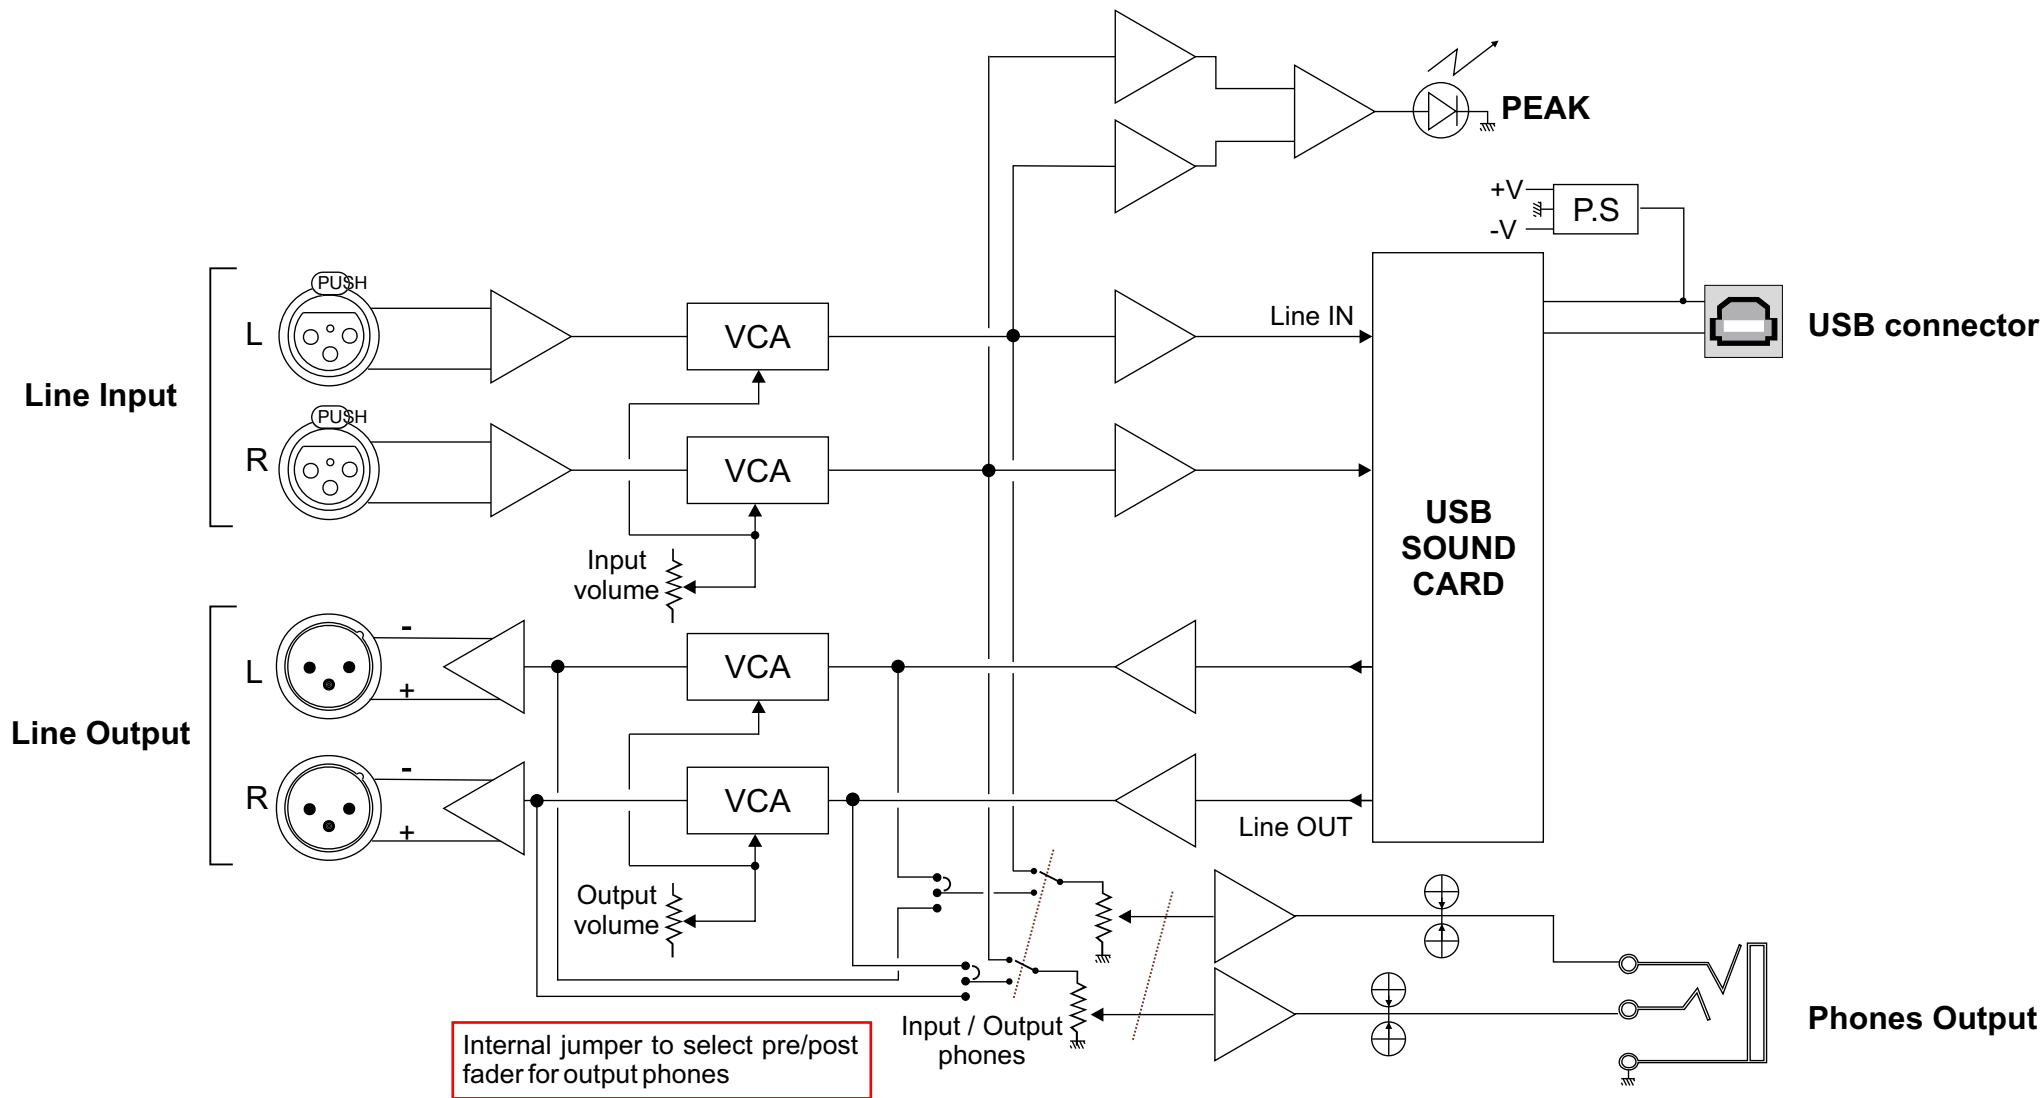 PEAK
+V
P.S
-V
PUSH
L
VCA
Line IN
USB connector
Line Input
PUSH
R
VCA
USB
SOUND
CARD
Input
volume
-
L
VCA
+
Line Output
-
R
VCA
+
Line OUT
Output
volume
Input / Output
phones
Phones Output
Internal jumper to select pre/post
fader for output phones